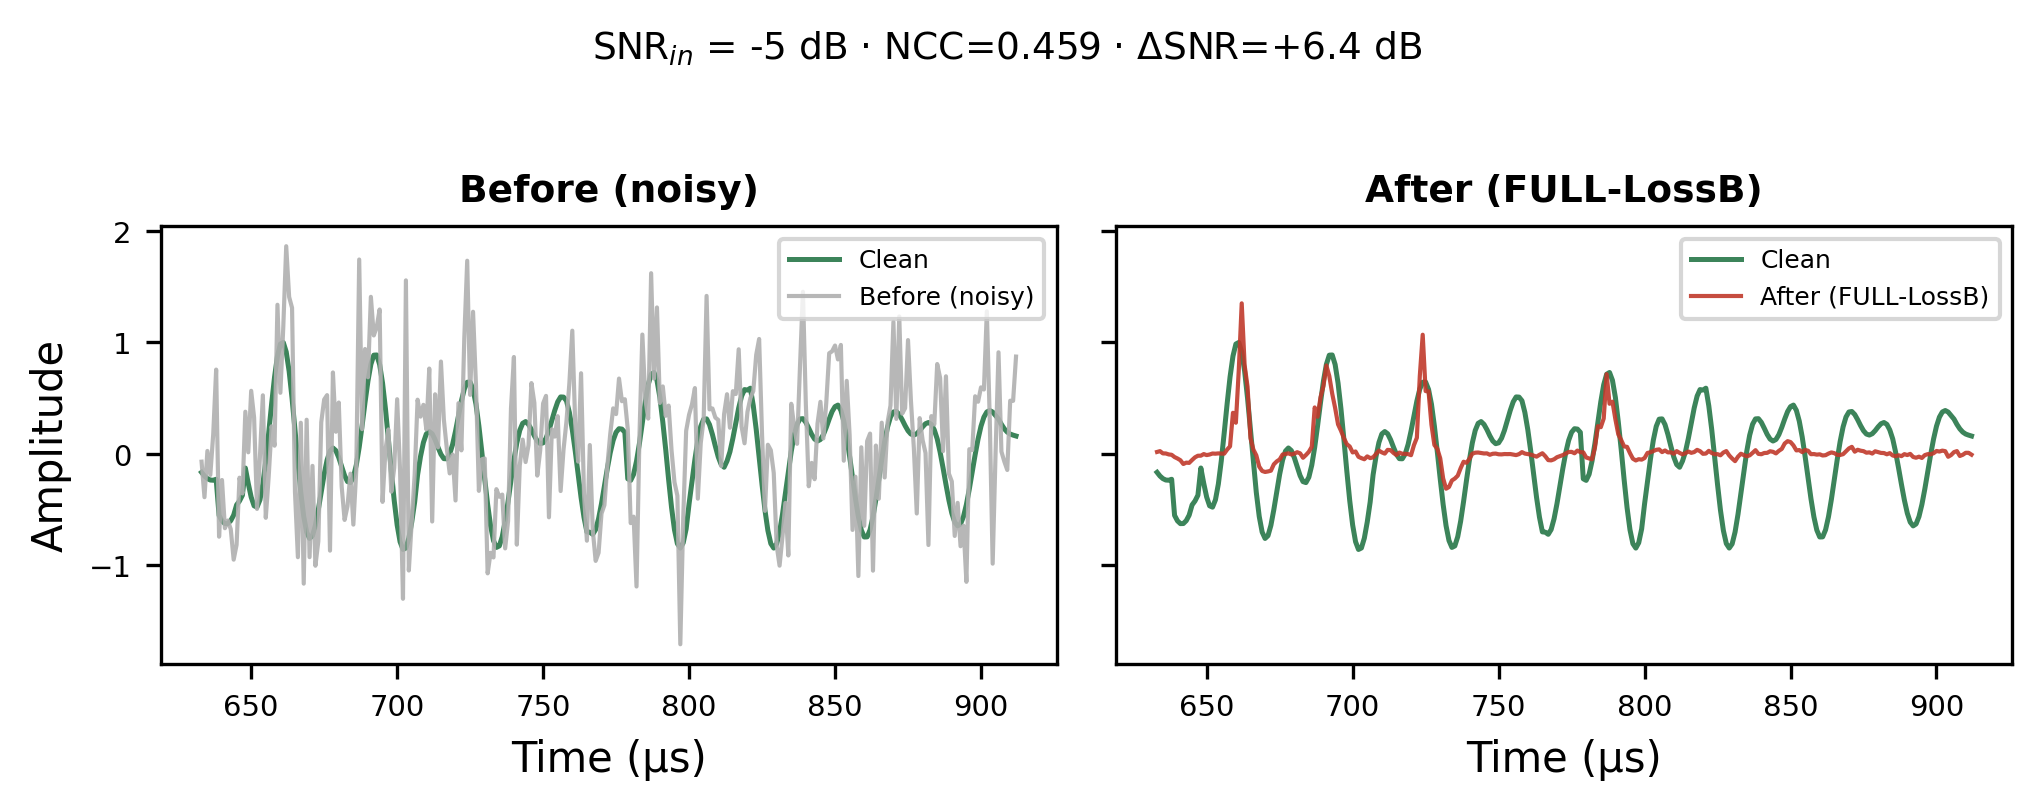 SNRin = -5 dB · NCC=0.459 · ΔSNR=+6.4 dB
Before (noisy)
After (FULL-LossB)
Clean
Before (noisy)
Clean
After (FULL-LossB)
Amplitude
2
1
0
−1
650 700 750 800 850 900
650 700 750 800 850 900
Time (μs)
Time (μs)